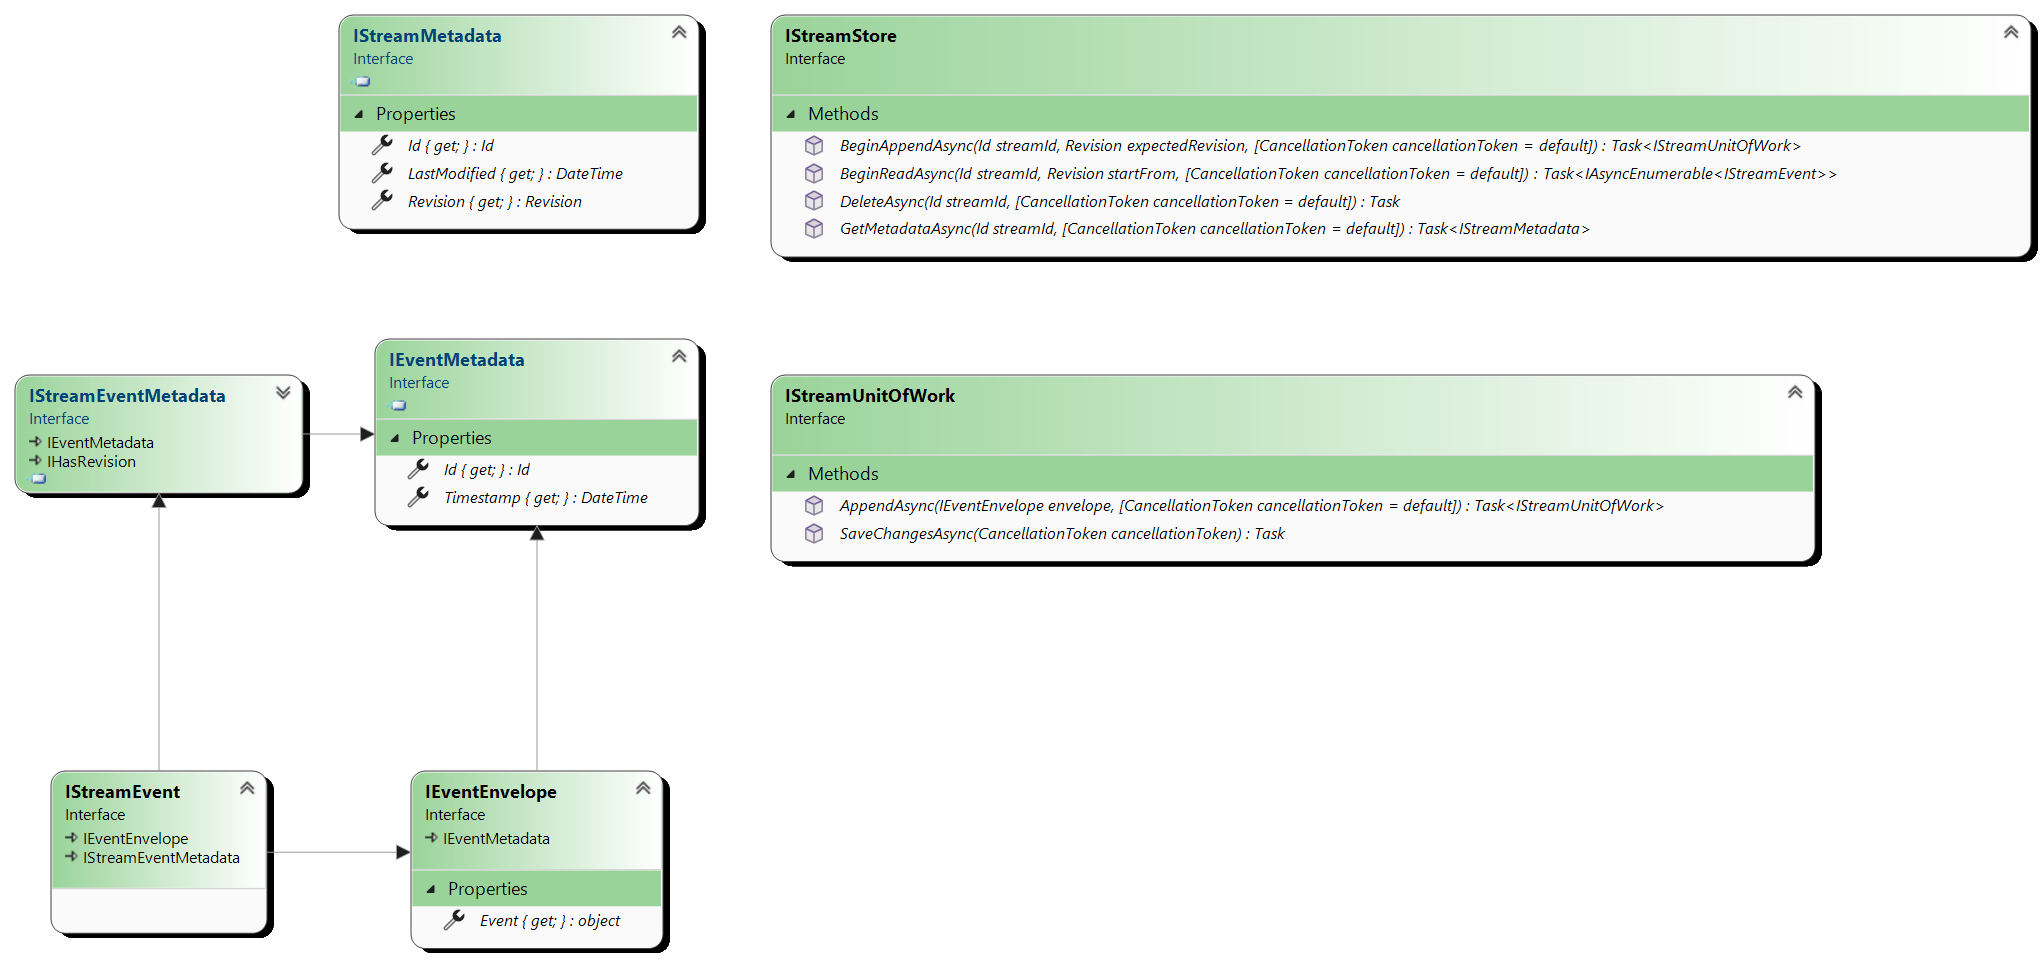 IStreamMetadata
Interface
Properties
Id { get; } : Id
LastModified { get; } : DateTime
Revision { get; } : Revision
IStreamStore
Interface
Methods
BeginAppendAsync(Id streamId, Revision expectedRevision, [CancellationToken cancellationToken = default]) : Task<IStreamUnitOfWork>
BeginReadAsync(Id streamId, Revision startFrom, [CancellationToken cancellationToken = default]) : Task<IAsyncEnumerable<IStreamEvent>>
DeleteAsync(Id streamId, [CancellationToken cancellationToken = default]) : Task
GetMetadataAsync(Id streamId, [CancellationToken cancellationToken = default]) : Task<IStreamMetadata>
IStreamEventMetadata
Interface
IEventMetadata
IHasRevision
IEventMetadata
Interface
Properties
Id { get; } : Id
Timestamp { get; } : DateTime
IStreamUnitOfWork
Interface
Methods
AppendAsync(IEventEnvelope envelope, [CancellationToken cancellationToken = default]) : Task<IStreamUnitOfWork>
SaveChangesAsync(CancellationToken cancellationToken) : Task
IStreamEvent
Interface
IEventEnvelope
IStreamEventMetadata
IEventEnvelope
Interface
IEventMetadata
Properties
Event { get; } : object